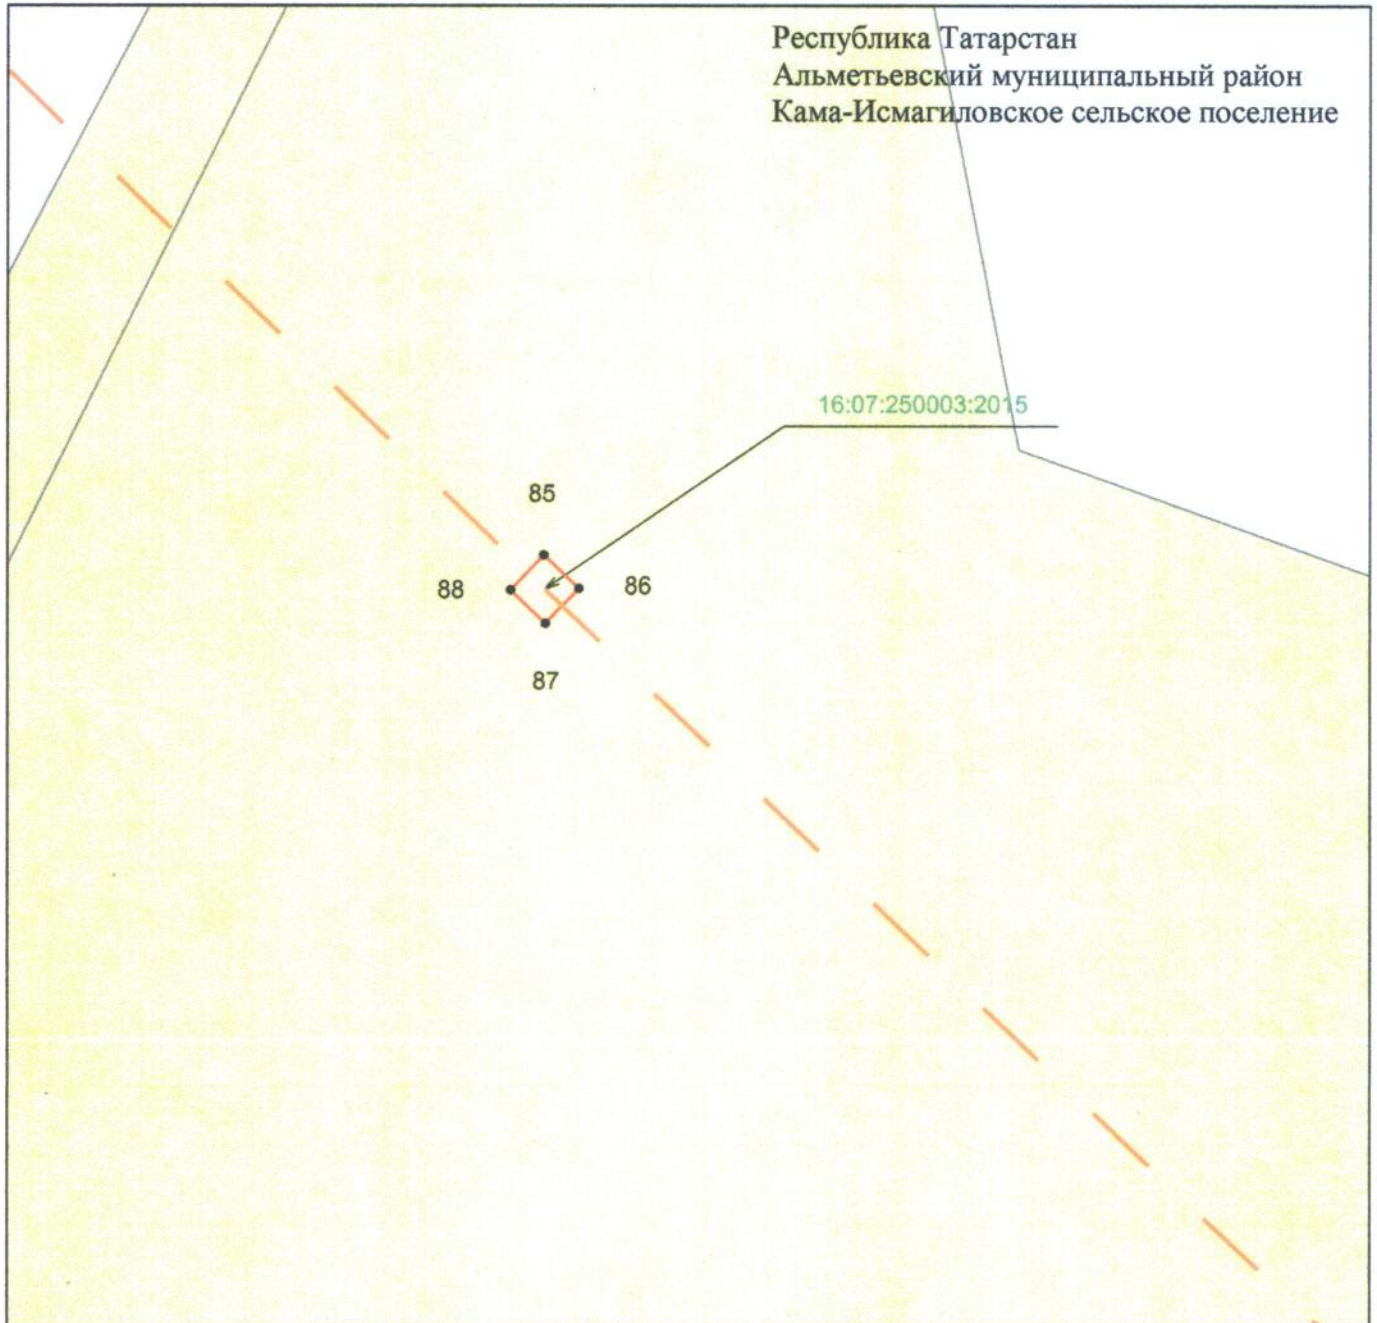 Республика Татарстан
Альметьевский муниципальный район
Кама-Исмагиловское сельское поселение
16:07:250003:2015
85
88
86
87